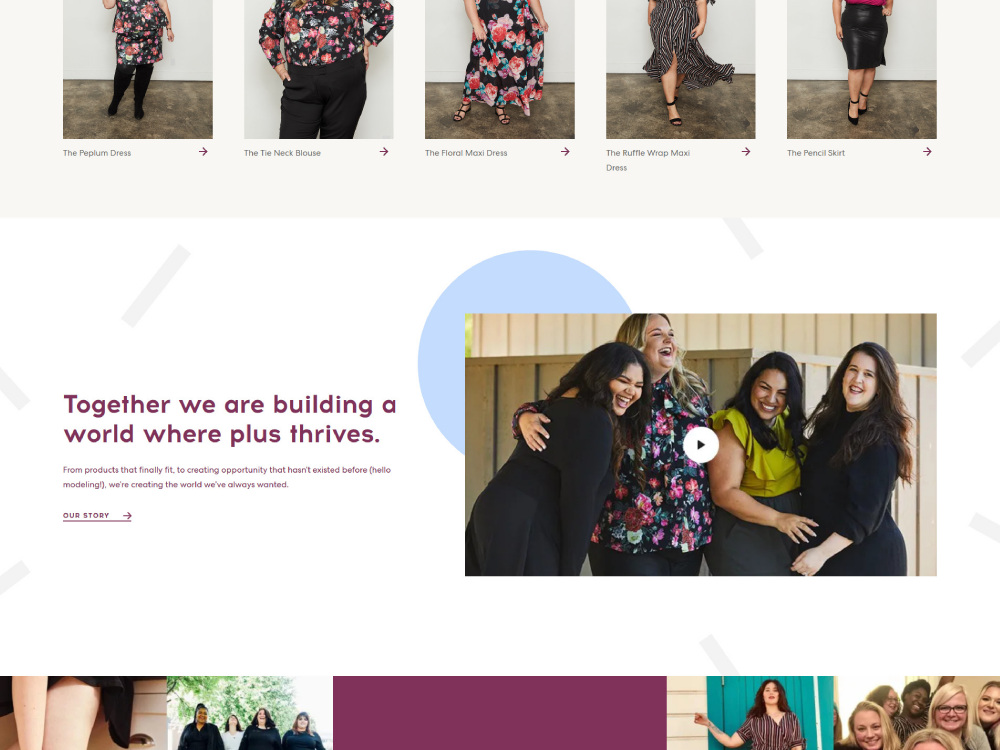 The Peplum Dress
The Tie Neck Blouse
The Floral Maxi Dress
The Ruffle Wrap Maxi
Dress
The Pencil Skirt
Together we are building a
world where plus thrives.
From products that finally fit, to creating opportunity that hasn't existed before (hello
modeling!), we're creating the world we've always wanted.
OUR STORY